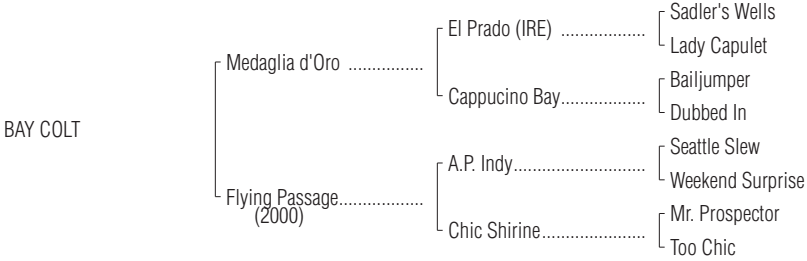 Sadler's Wells
El Prado (IRE) ..................
Lady Capulet
Medaglia d'Oro ................
Bailjumper
Cappucino Bay..................
Dubbed In
BAY COLT
Seattle Slew
A.P. Indy............................
Weekend Surprise
Flying Passage..................
(2000)
Mr. Prospector
Chic Shirine......................
Too Chic